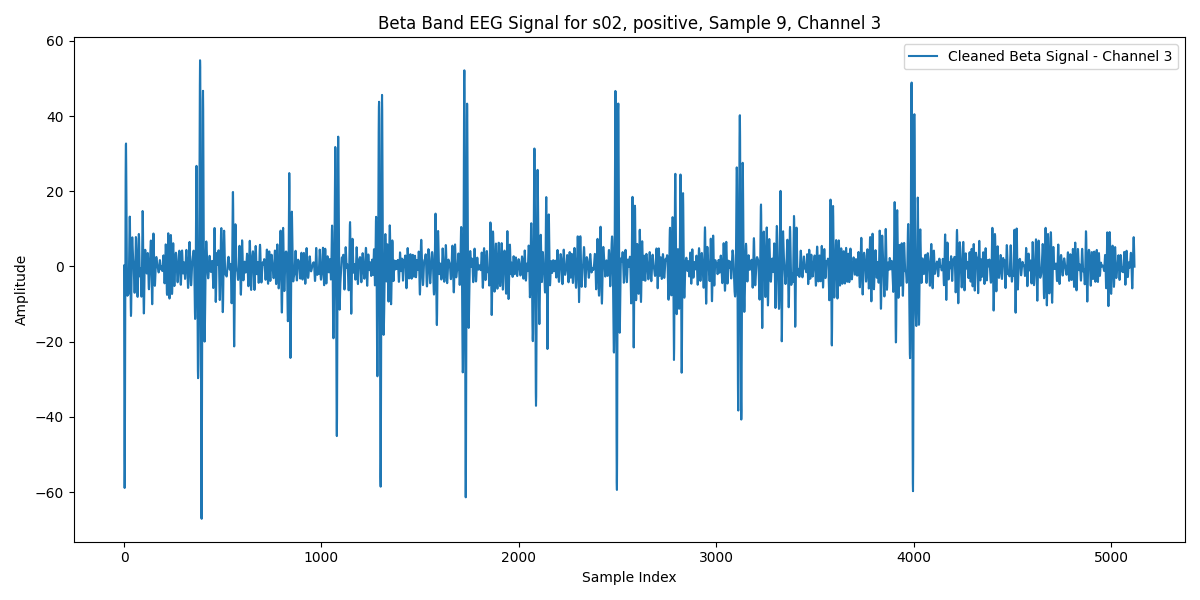 Beta Band EEG Signal for s02, positive, Sample 9, Channel 3
Cleaned Beta Signal - Channel 3
Amplitude
60
40
20
0
−20
−40
−60
0 1000 2000 3000 4000 5000
Sample Index